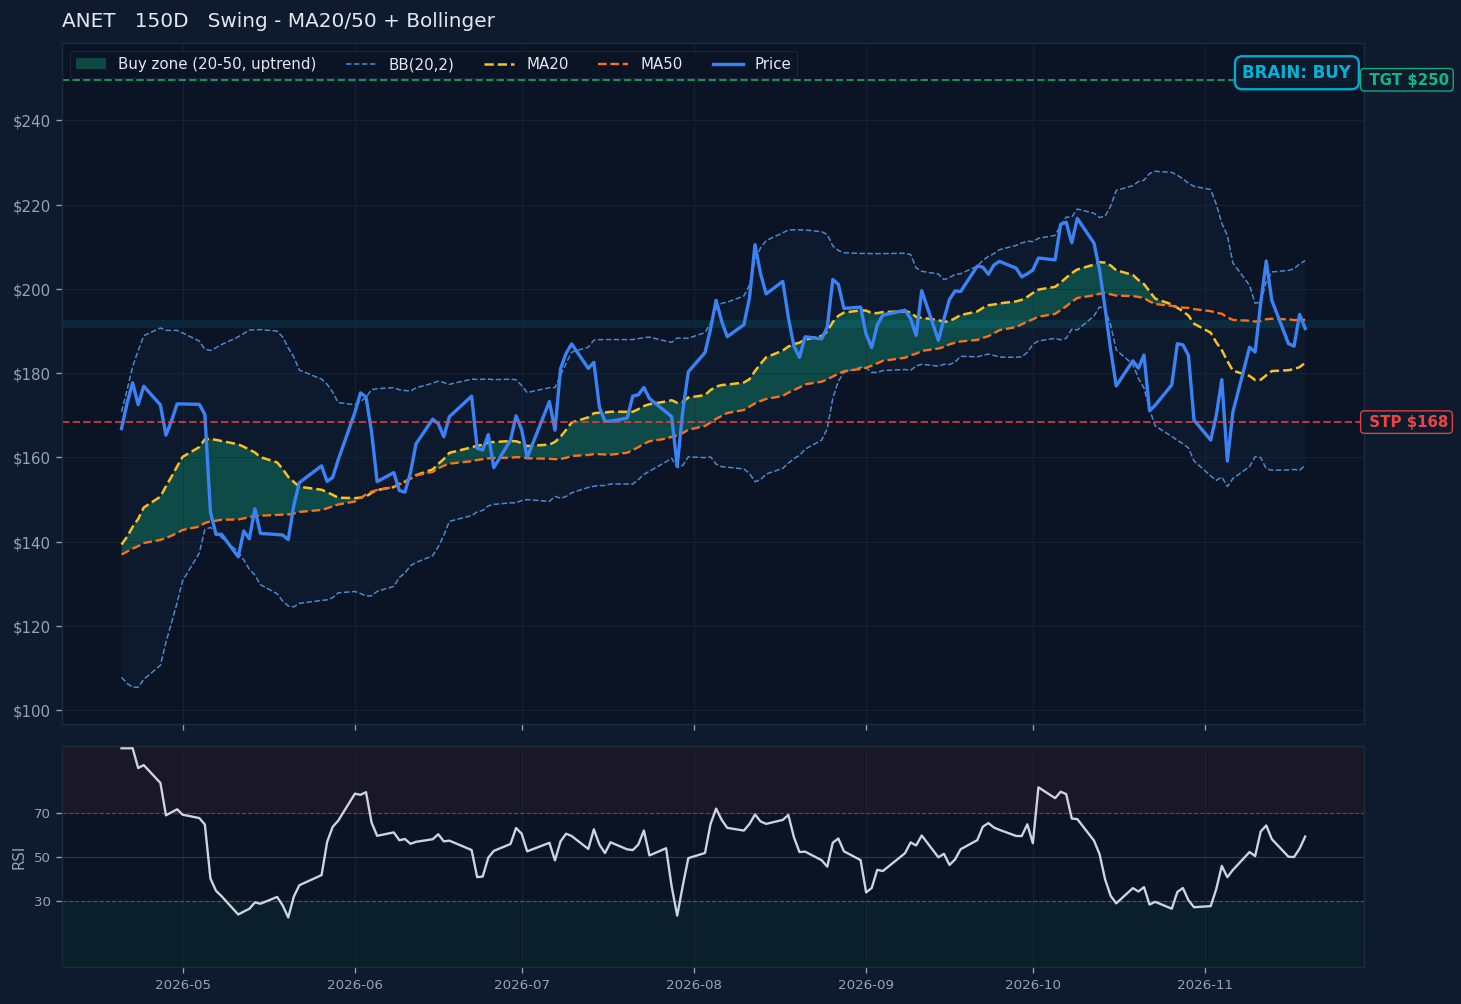 ANET 150D Swing - MA20/50 + Bollinger
Buy zone (20-50, uptrend) BB(20,2) MA20 MA50 Price
BRAIN: BUY
TGT $250
$240
$220
$200
$180
STP $168
$160
$140
$120
$100
RSI
70
50
30
2026-05 2026-06 2026-07 2026-08 2026-09 2026-10 2026-11